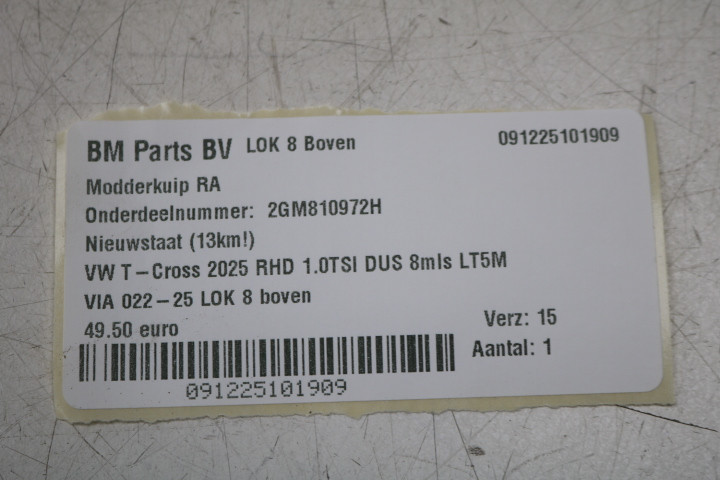 BM Parts BV LOK 8 Boven 091225101909
Modderkuip RA
Onderdeelnummer: 2GM810972H
Nieuwstaat (13km!)
VW T-Cross 2025 RHD 1.0TSI DUS 8mls LT5M
VIA 022-25 LOK 8 boven
49.50 euro Verz: 15
Aantal: 1
091225101909